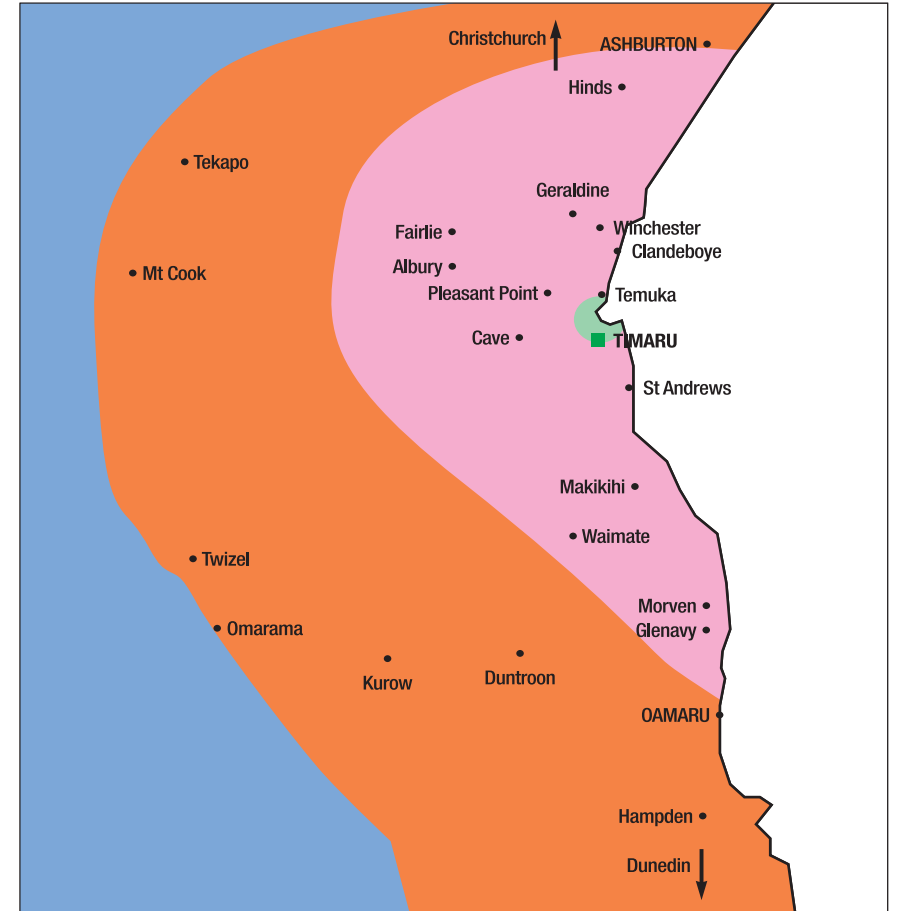 Christchurch
ASHBURTON
Hinds
Tekapo
Geraldine
Winchester
Fairlie
Clandeboye
Albury
Mt Cook
Pleasant Point
Temuka
Cave
TIMARU
St Andrews
Makikihi
Waimate
Twizel
Morven
Omarama
Glenavy
Kurow
Duntroon
OAMARU
Hampden
Dunedin